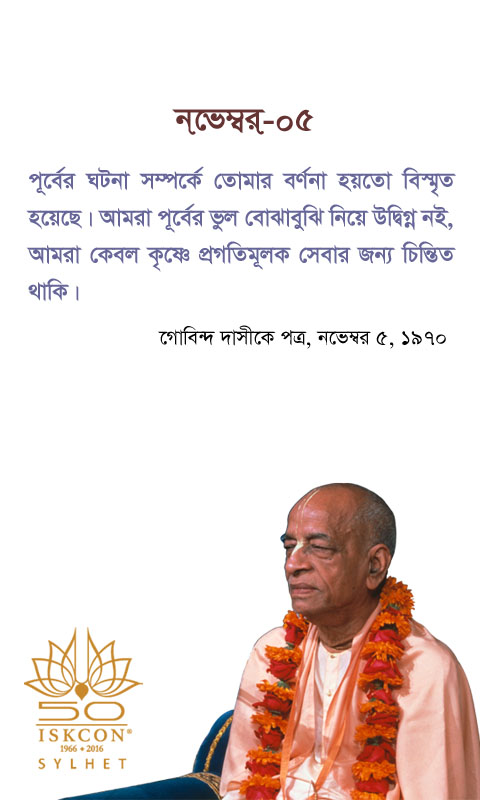 নভেম্বর-০৫
পূর্বের ঘটনা সম্পর্কে তোমার বর্ণনা হয়তো বিস্মৃত
হয়েছে। আমরা পূর্বের ভুল বোঝাবুঝি নিয়ে উদ্বিগ্ন নই,
আমরা কেবল কৃষ্ণে প্রগতিমূলক সেবার জন্য চিন্তিত
থাকি।
গোবিন্দ দাসীকে পত্র, নভেম্বর ৫, ১৯৭০
50
ISKCON®
1966 • 2016
SYLHET